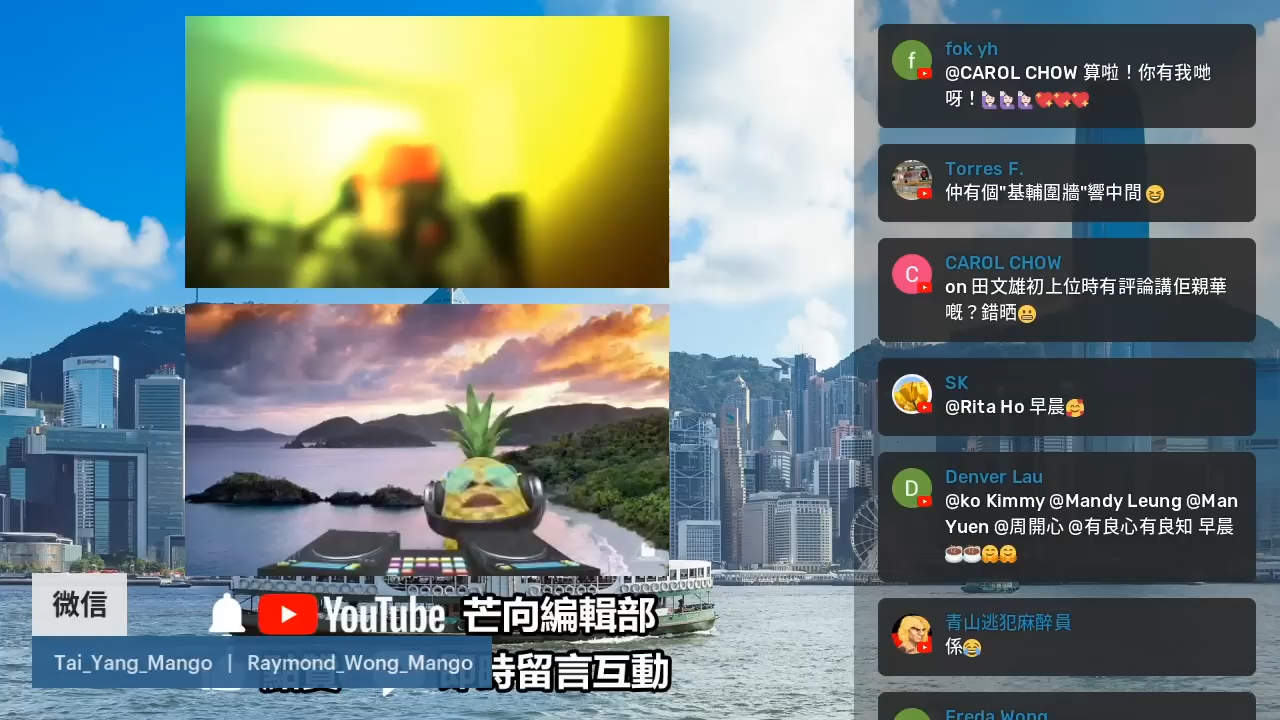 fok yh
@CAROL CHOW 算啦！你有我哋
呀！
Torres F.
仲有個"基輔圍牆"響中間
CAROL CHOW
on 田文雄初上位時有評論講佢親華
嘅？錯晒
SK
@Rita Ho 早晨
Denver Lau
@ko Kimmy @Mandy Leung @Man
Yuen @周開心 @有良心有良知 早晨
青山逃犯麻醉員
係
Freda Wong
微信
Tai_Yang_Mango | Raymond_Wong_Mango
YouTube 芒向編輯部
即時留言互動